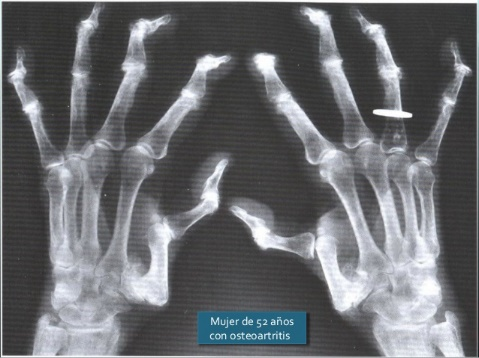 Mujer de 52 años
con osteoartritis